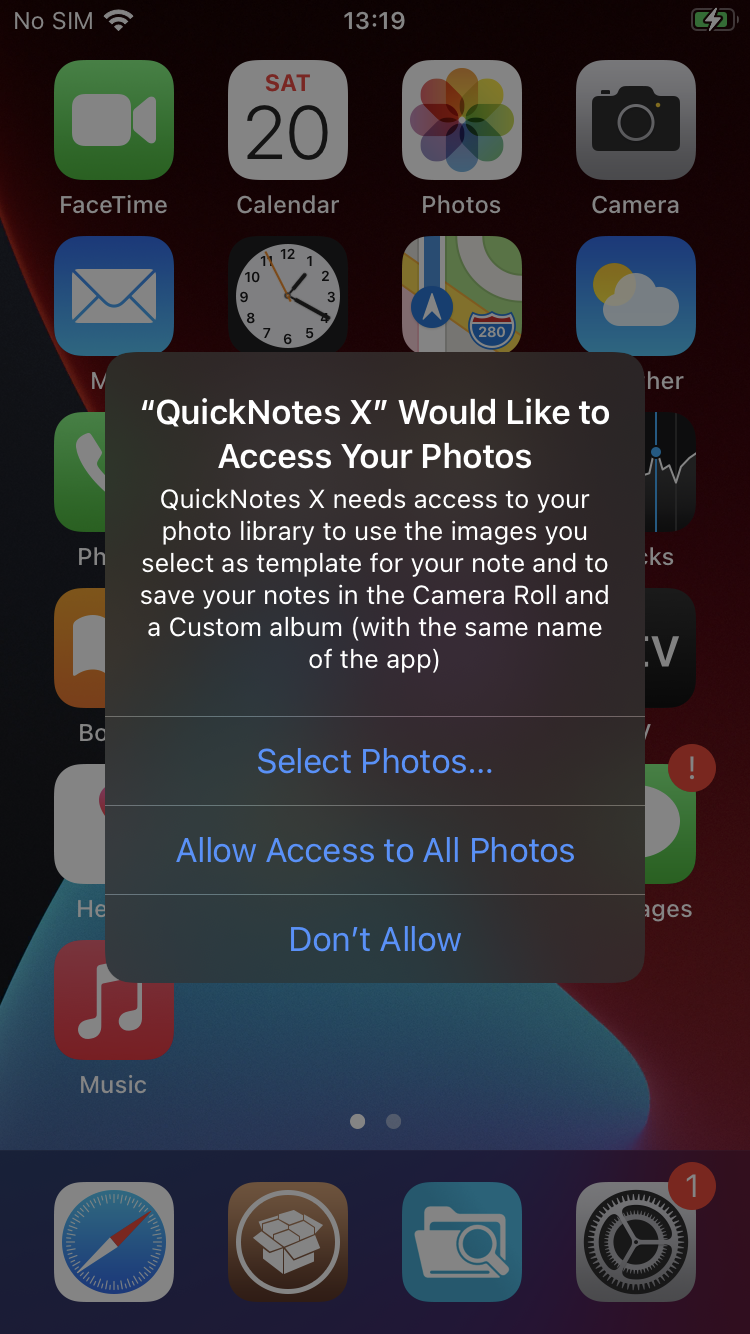 No SIM 13:19
SAT
20
FaceTime Calendar Photos Camera
12
11 1
10 2
9 3
8 4
7 5
6
280
M her
“QuickNotes X” Would Like to
Access Your Photos
QuickNotes X needs access to your
photo library to use the images you
select as template for your note and to
save your notes in the Camera Roll and
a Custom album (with the same name
of the app)
Ph cks
Bo V
!
Select Photos...
Allow Access to All Photos
He ages
Don’t Allow
Music
1